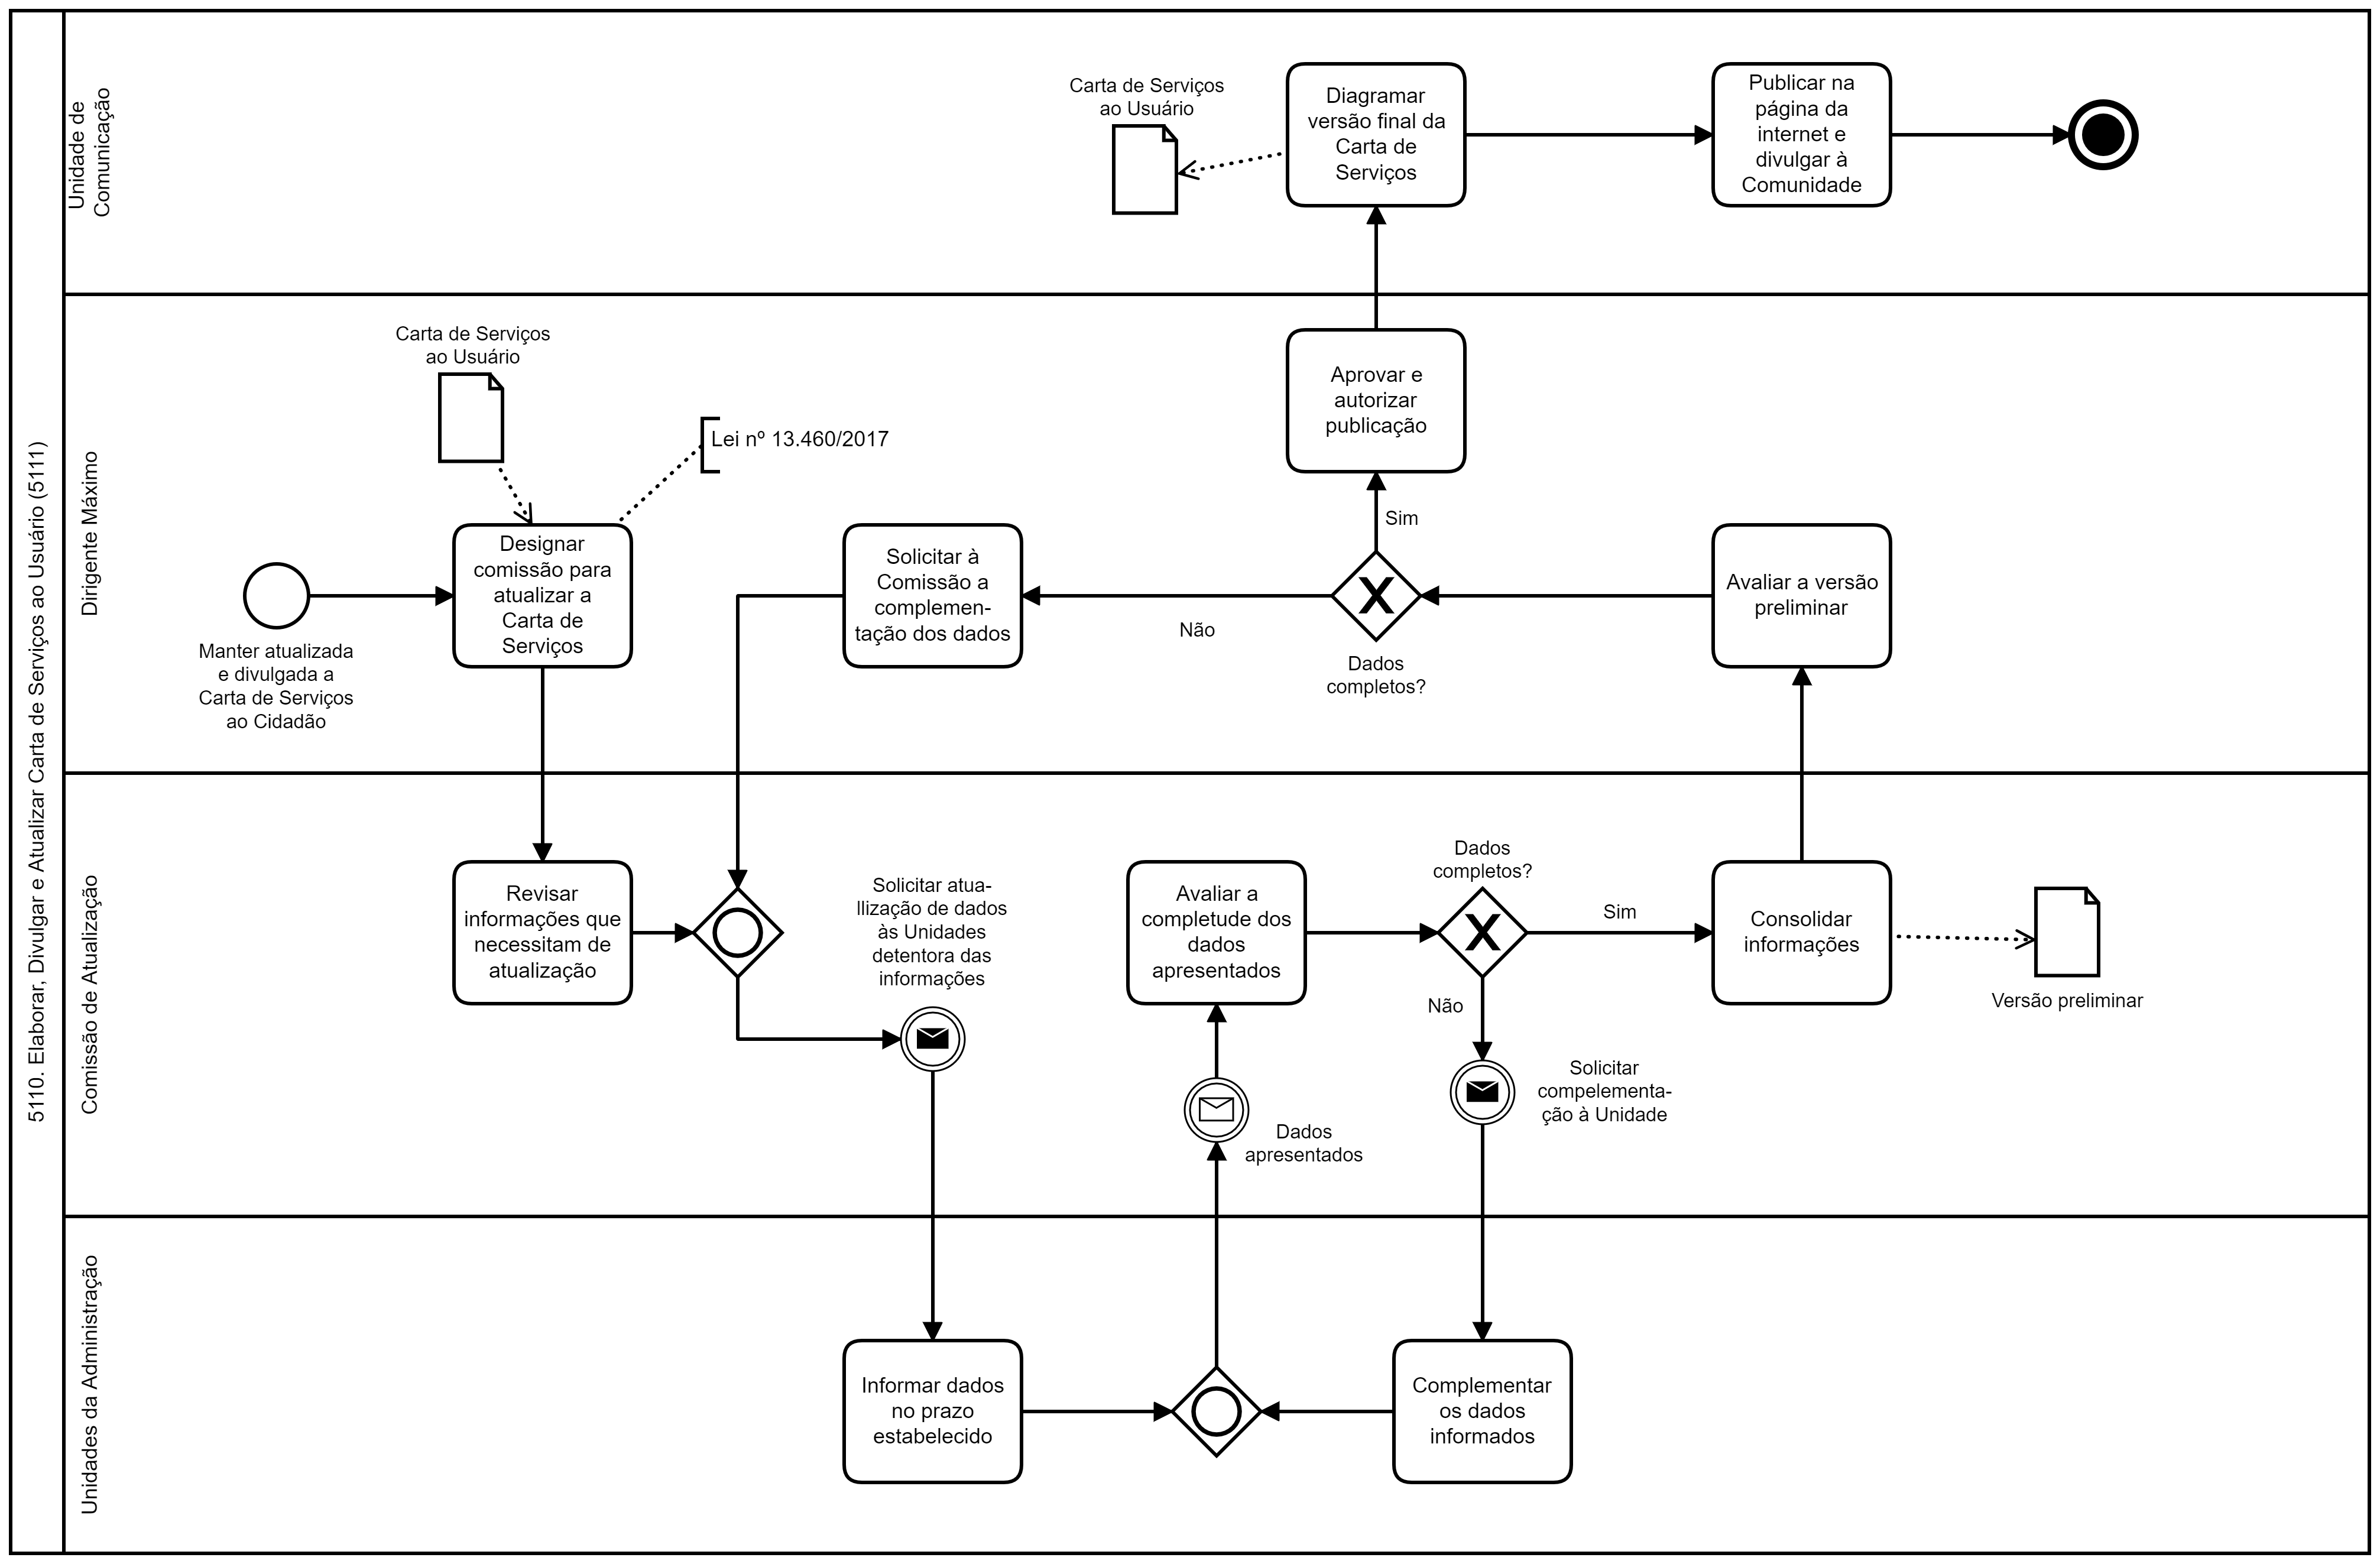 5110. Elaborar, Divulgar e Atualizar Carta de Serviços ao Usuário (5111)
Unidade de
Comunicação
Carta de Serviços
ao Usuário
Diagramar
versão final da
Carta de
Serviços
Publicar na
página da
internet e
divulgar à
Comunidade
Dirigente Máximo
Carta de Serviços
ao Usuário
Lei nº 13.460/2017
Aprovar e
autorizar
publicação
Sim
Manter atualizada
e divulgada a
Carta de Serviços
ao Cidadão
Designar
comissão para
atualizar a
Carta de
Serviços
Solicitar à
Comissão a
complemen-
tação dos dados
Não
Dados
completos?
Avaliar a versão
preliminar
Comissão de Atualização
Revisar
informações que
necessitam de
atualização
Solicitar atua-
llização de dados
às Unidades
detentora das
informações
Avaliar a
completude dos
dados
apresentados
Dados
completos?
Sim
Não
Consolidar
informações
Versão preliminar
Dados
apresentados
Solicitar
compelementa-
ção à Unidade
Unidades da Administração
Informar dados
no prazo
estabelecido
Complementar
os dados
informados